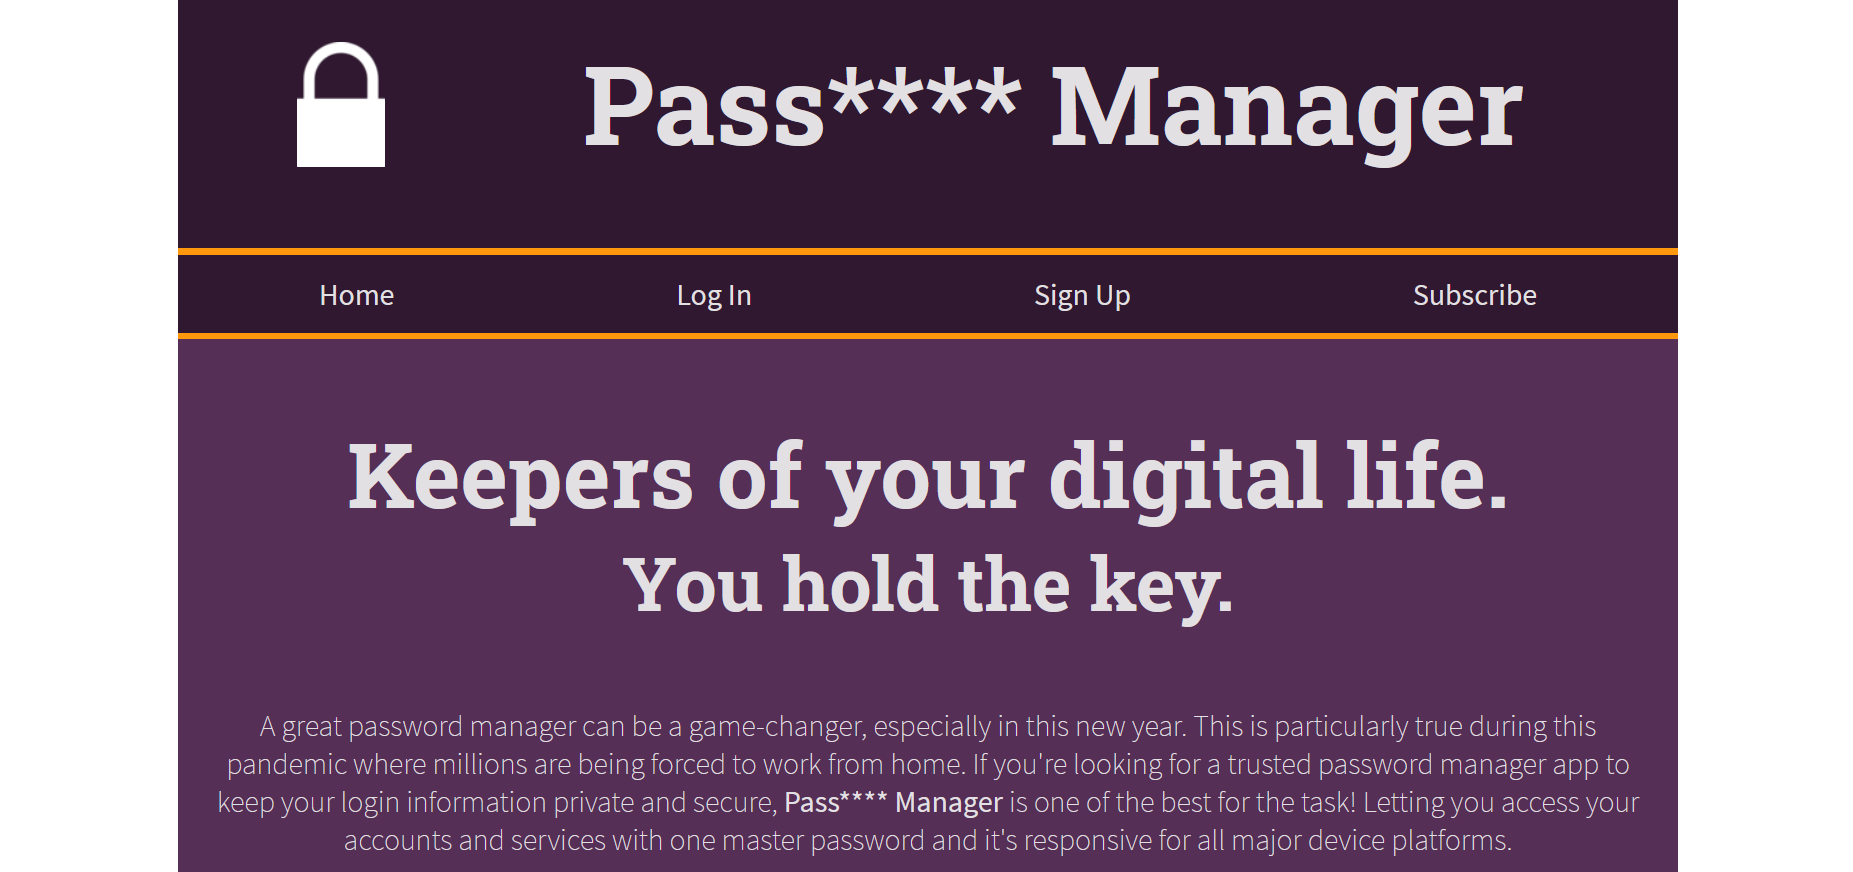 Pass**** Manager
Home
Log In
Sign Up
Subscribe
Keepers of your digital life.
You hold the key.
A great password manager can be a game-changer, especially in this new year. This is particularly true during this
pandemic where millions are being forced to work from home. If you're looking for a trusted password manager app to
keep your login information private and secure, Pass**** Manager is one of the best for the task! Letting you access your
accounts and services with one master password and it's responsive for all major device platforms.